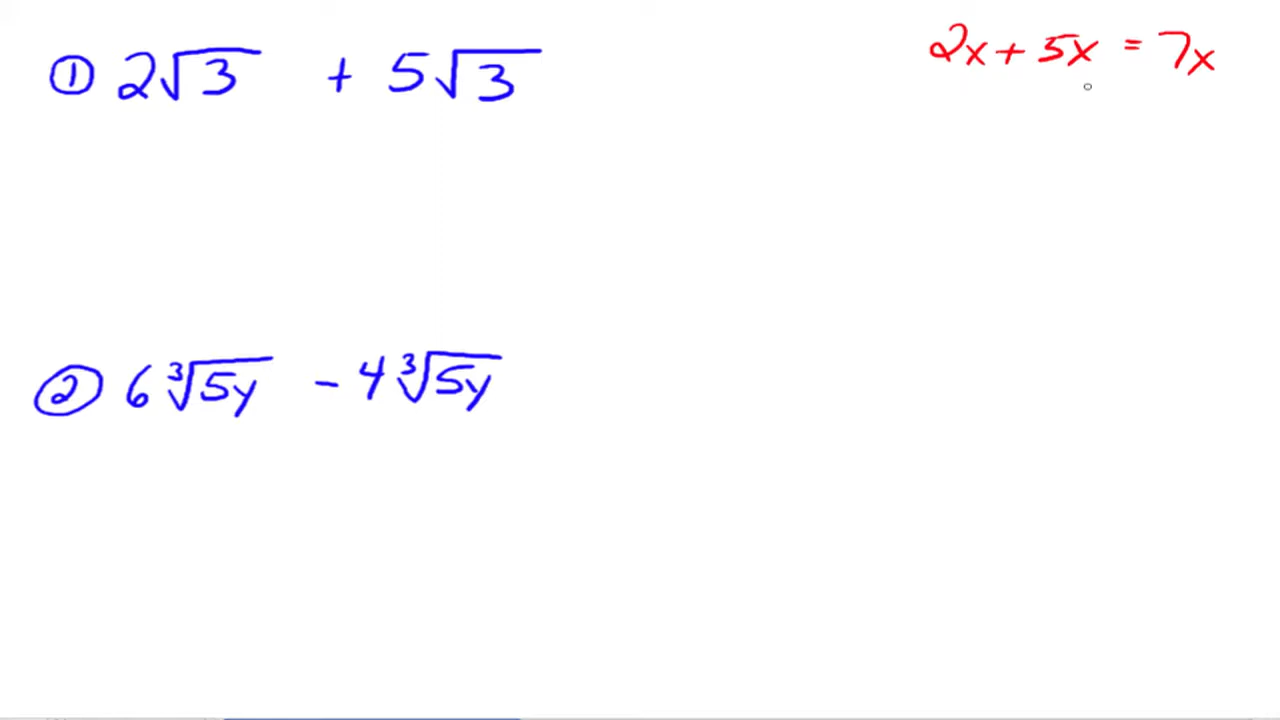 ① 2√3 + 5√3
2x + 5x = 7x
② 6∛5y - 4∛5y